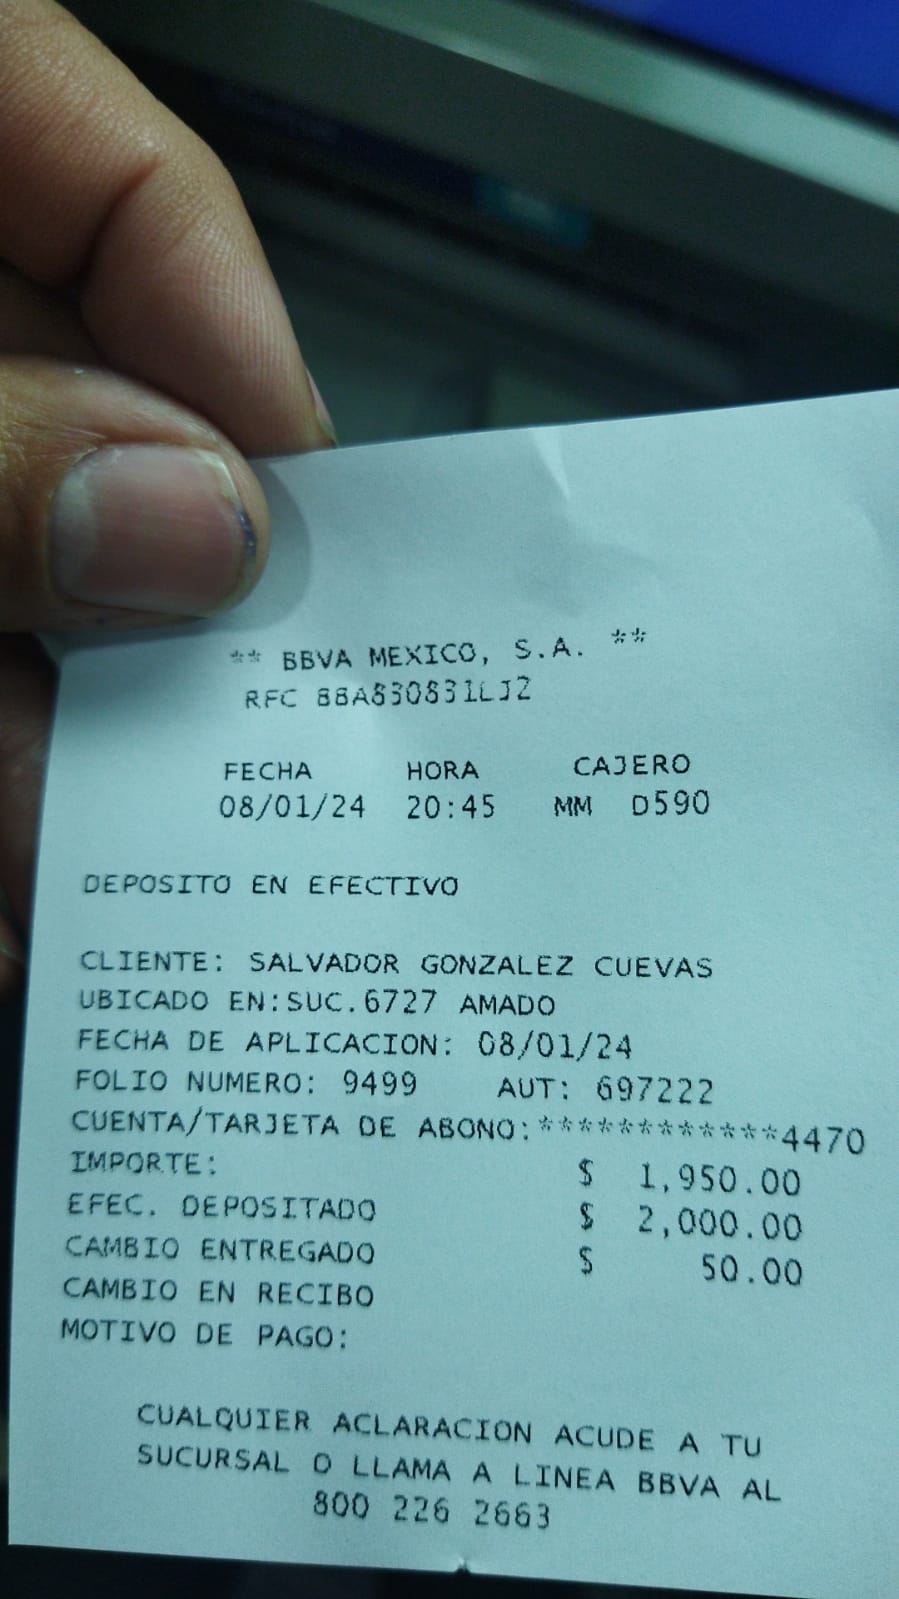 ** BBVA MEXICO, S.A. **
RFC BBA830831LJ2
FECHA HORA CAJERO
08/01/24 20:45 MM D590
DEPOSITO EN EFECTIVO
CLIENTE: SALVADOR GONZALEZ CUEVAS
UBICADO EN:SUC.6727 AMADO
FECHA DE APLICACION: 08/01/24
FOLIO NUMERO: 9499 AUT: 697222
CUENTA/TARJETA DE ABONO:************4470
IMPORTE: $ 1,950.00
EFEC. DEPOSITADO $ 2,000.00
CAMBIO ENTREGADO $ 50.00
CAMBIO EN RECIBO
MOTIVO DE PAGO:
CUALQUIER ACLARACION ACUDE A TU
SUCURSAL O LLAMA A LINEA BBVA AL
800 226 2663